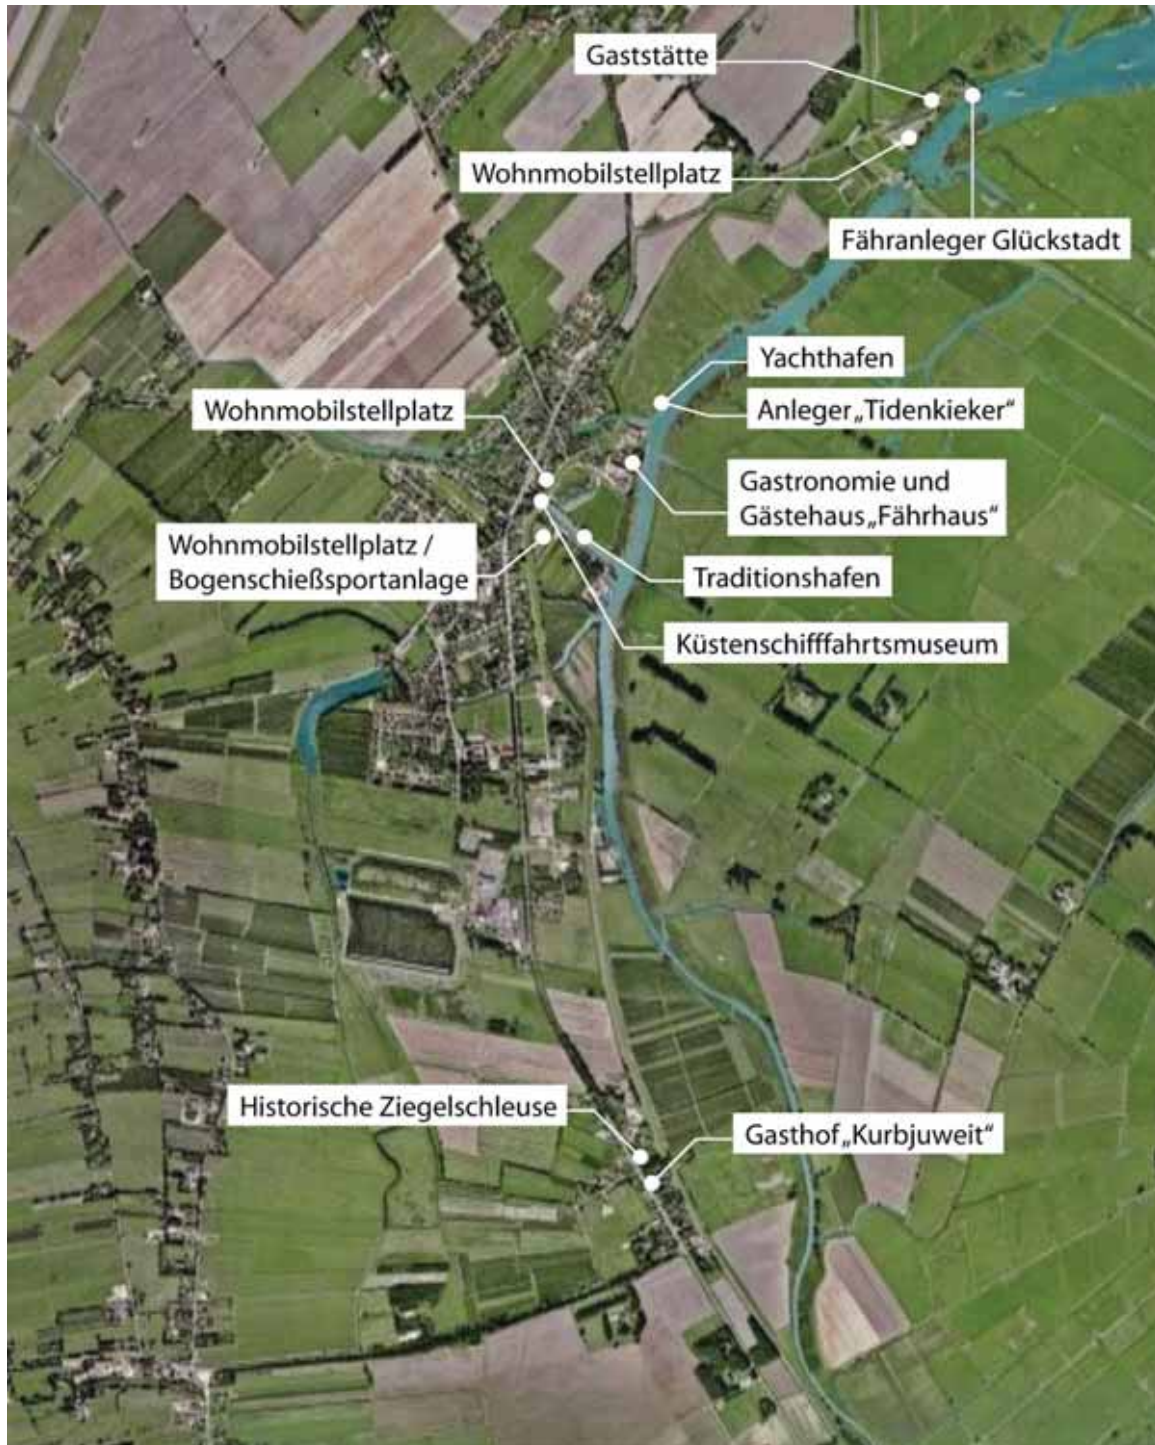 Gaststätte
Wohnmobilstellplatz
Fähranleger Glückstadt
Yachthafen
Wohnmobilstellplatz
Anleger „Tidenkieker“
Gastronomie und
Gästehaus „Fährhaus“
Wohnmobilstellplatz /
Bogenschießsportanlage
Traditionshafen
Küstenschifffahrtsmuseum
Historische Ziegelschleuse
Gasthof „Kurbjuweit“